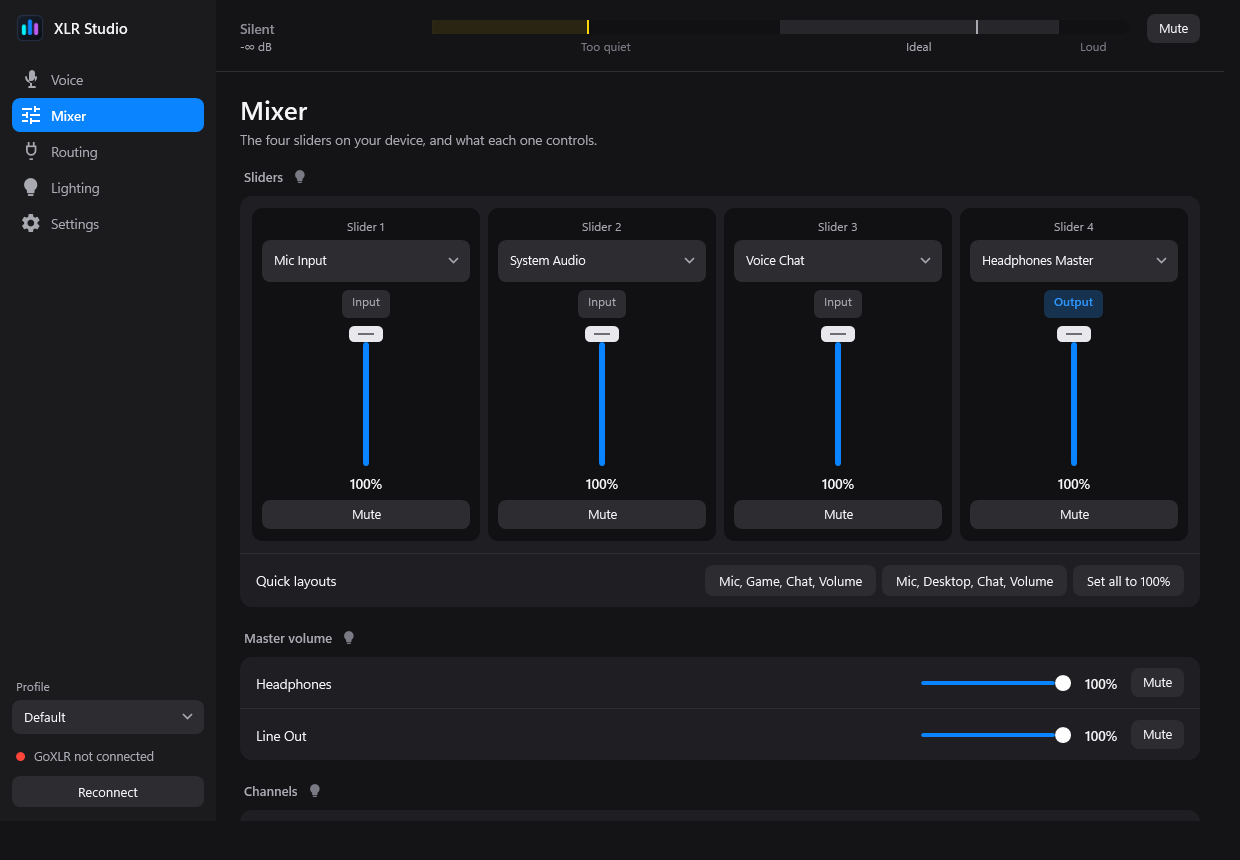 XLR Studio
Voice
Mixer
Routing
Lighting
Settings
Profile
Default
GoXLR not connected
Reconnect
Silent
-∞ dB
Too quiet
Ideal
Loud
Mute
Mixer
The four sliders on your device, and what each one controls.
Sliders
Slider 1
Mic Input
Input
100%
Mute
Slider 2
System Audio
Input
100%
Mute
Slider 3
Voice Chat
Input
100%
Mute
Slider 4
Headphones Master
Output
100%
Mute
Quick layouts
Mic, Game, Chat, Volume
Mic, Desktop, Chat, Volume
Set all to 100%
Master volume
Headphones
100%
Mute
Line Out
100%
Mute
Channels